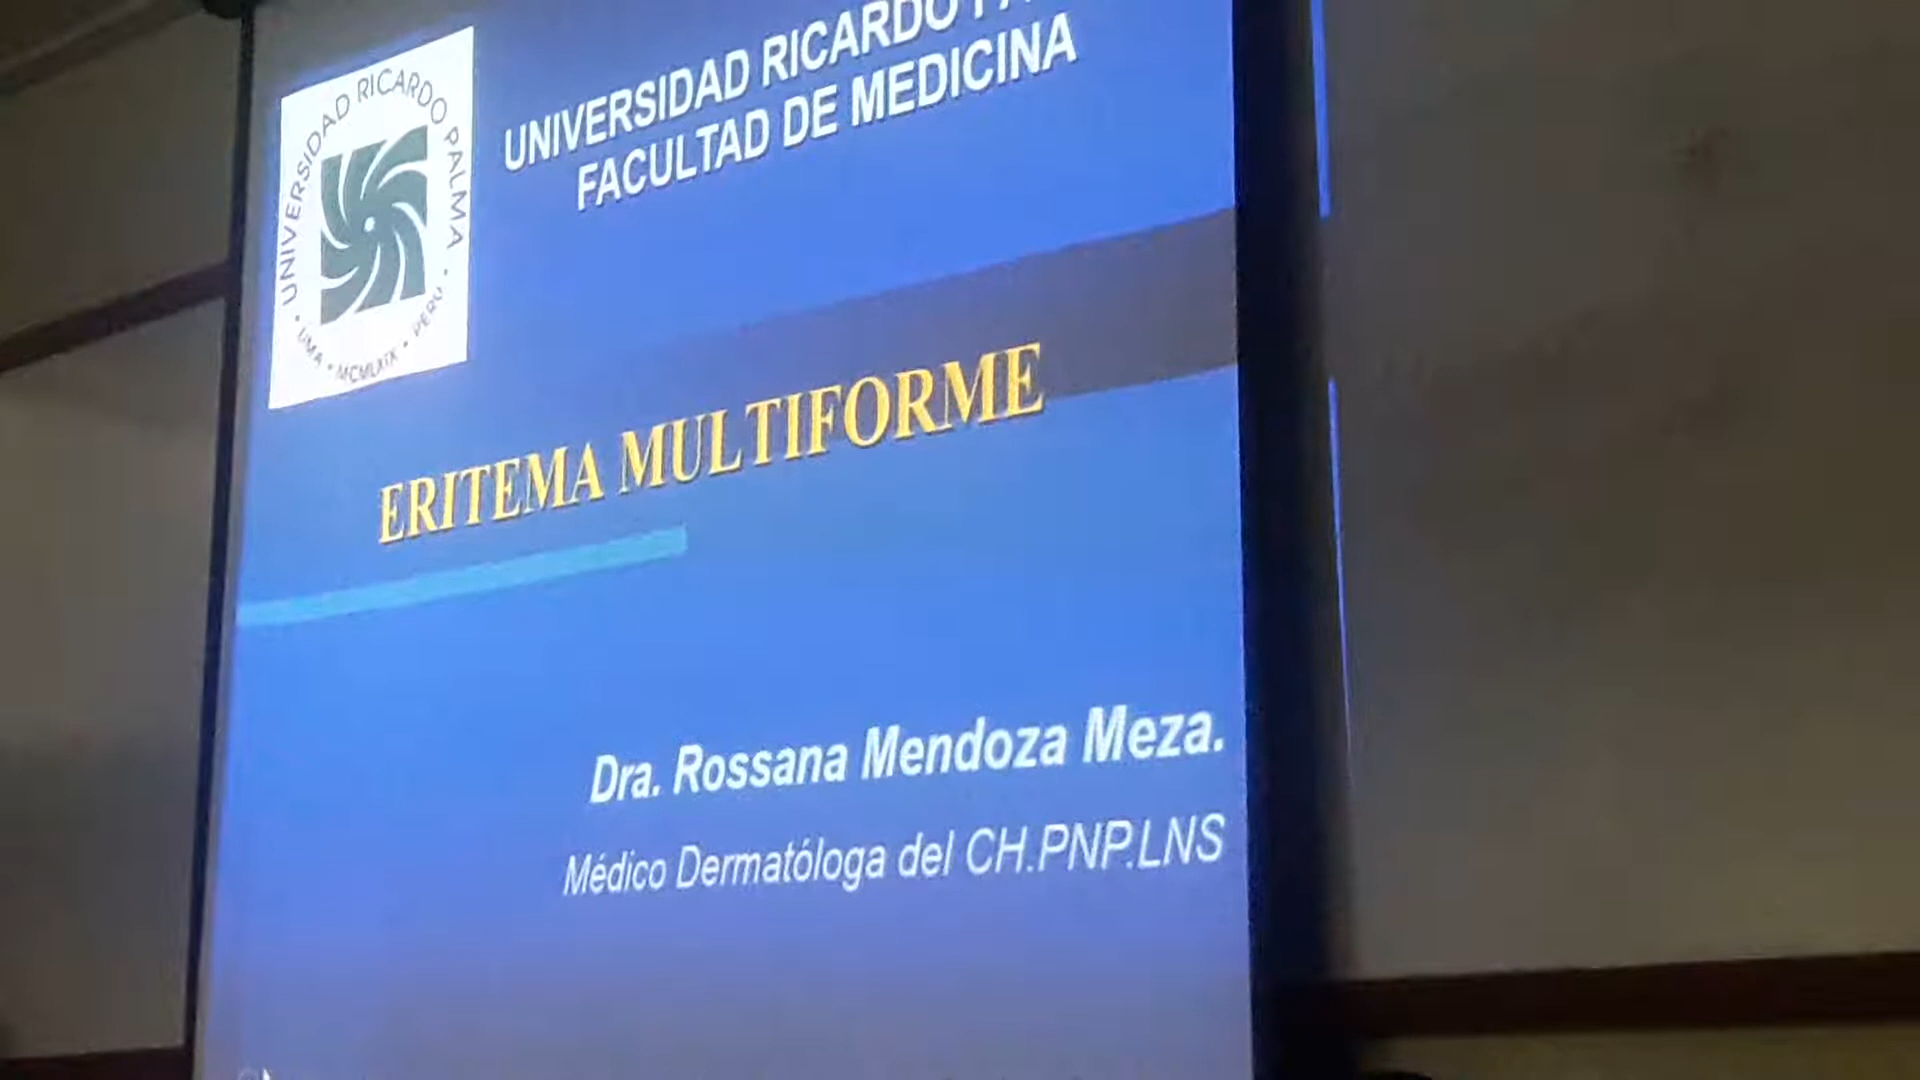 UNIVERSIDAD RICARDO PALMA
LIMA • MCMLXIX • PERÚ
UNIVERSIDAD RICARDO
FACULTAD DE MEDICINA
ERITEMA MULTIFORME
Dra. Rossana Mendoza Meza.
Médico Dermatóloga del CH.PNP.LNS